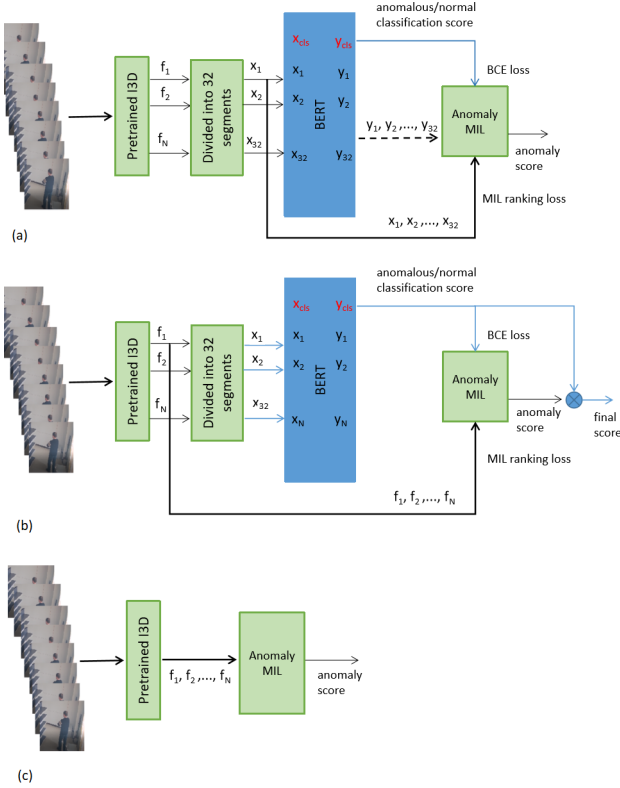 anomalous/normal
classification score
Pretrained I3D
f1
f2
fN
Divided into 32
segments
x1
x2
x32
xcls
ycls
x1
y1
x2
y2
x32
y32
BERT
BCE loss
y1, y2 ,..., y32
Anomaly
MIL
anomaly
score
MIL ranking loss
x1, x2 ,..., x32
(a)
anomalous/normal
classification score
Pretrained I3D
f1
f2
fN
Divided into 32
segments
x1
x2
x32
xcls
ycls
x1
y1
x2
y2
xN
yN
BERT
BCE loss
Anomaly
MIL
anomaly
score
final
score
MIL ranking loss
f1, f2 ,..., fN
(b)
Pretrained I3D
f1, f2 ,..., fN
Anomaly
MIL
anomaly
score
(c)